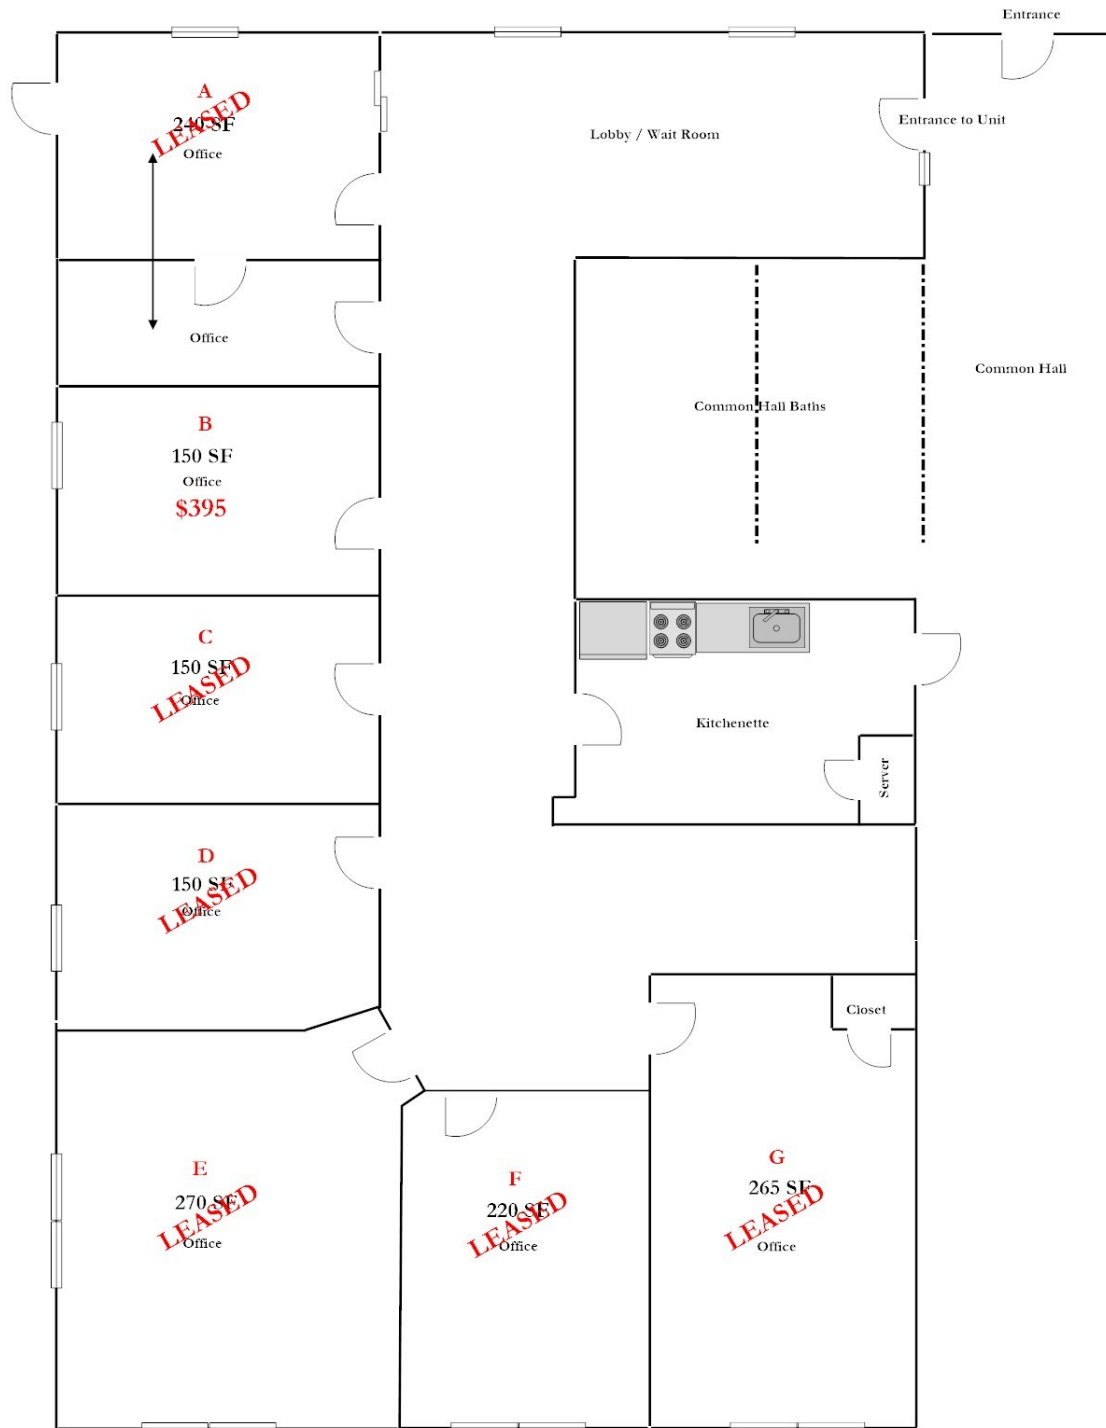 Entrance
A
240 SF
LEASED
Office
Lobby / Wait Room
Entrance to Unit
Office
Common Hall
Common Hall Baths
B
150 SF
Office
$395
C
150 SF
LEASED
Office
Kitchenette
Server
D
150 SF
LEASED
Office
Closet
E
270 SF
LEASED
Office
F
220 SF
LEASED
Office
G
265 SF
LEASED
Office